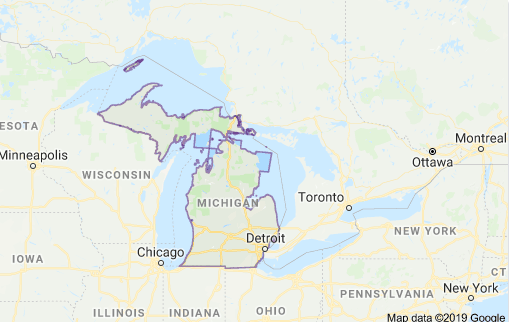 Montreal
ESOTA
Minneapolis
Ottawa
WISCONSIN
Toronto
MICHIGAN
NEW YORK
Detroit
IOWA
Chicago
CT
PENNSYLVANIA
New York
ILLINOIS
INDIANA
OHIO
Map data ©2019 Google